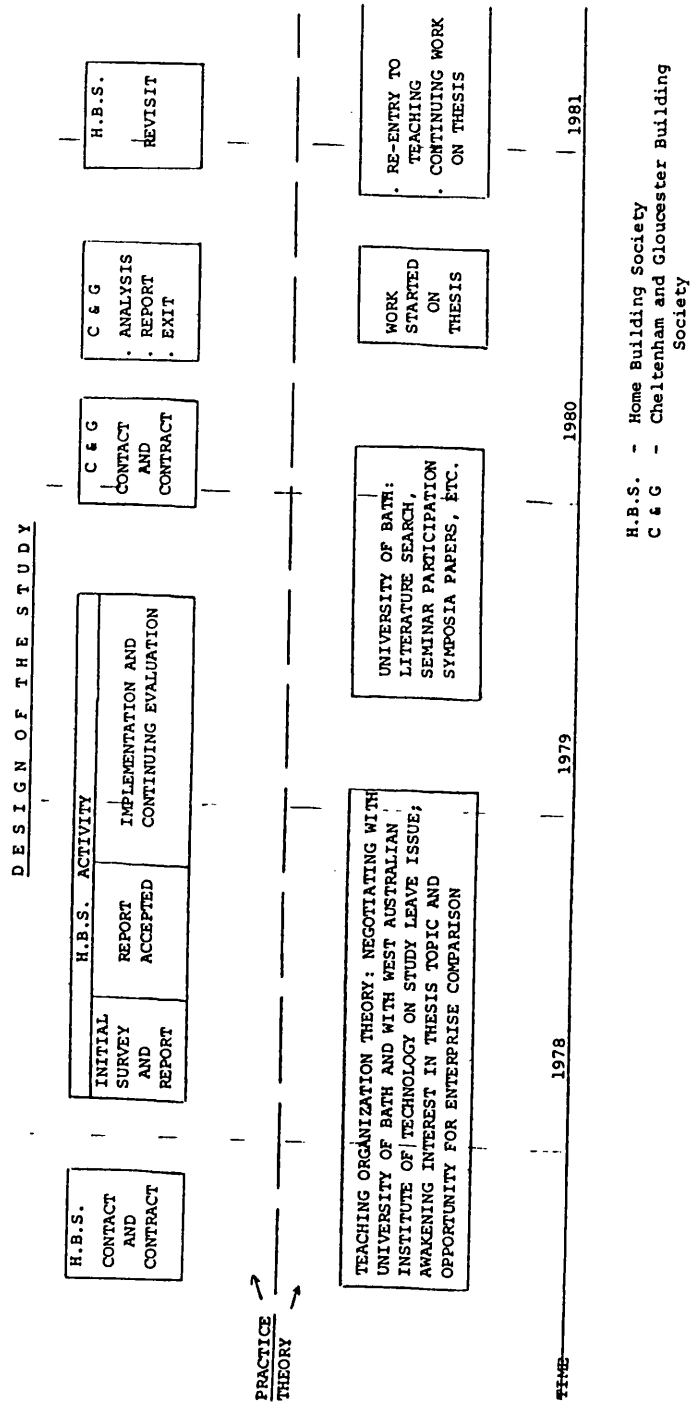 DESIGN OF THE STUDY
H.B.S.
CONTACT
AND
CONTRACT
H.B.S. ACTIVITY
INITIAL
SURVEY
AND
REPORT
REPORT
ACCEPTED
IMPLEMENTATION AND
CONTINUING EVALUATION
C & G
CONTACT
AND
CONTRACT
C & G
. ANALYSIS
. REPORT
. EXIT
H.B.S.
REVISIT
PRACTICE
THEORY
TEACHING ORGANIZATION THEORY: NEGOTIATING WITH
UNIVERSITY OF BATH AND WITH WEST AUSTRALIAN
INSTITUTE OF TECHNOLOGY ON STUDY LEAVE ISSUE;
AWAKENING INTEREST IN THESIS TOPIC AND
OPPORTUNITY FOR ENTERPRISE COMPARISON
UNIVERSITY OF BATH:
LITERATURE SEARCH,
SEMINAR PARTICIPATION
SYMPOSIA PAPERS, ETC.
WORK
STARTED
ON
THESIS
. RE-ENTRY TO
TEACHING
. CONTINUING WORK
ON THESIS
TIME
1978
1979
1980
1981
H.B.S. - Home Building Society
C & G - Cheltenham and Gloucester Building
Society